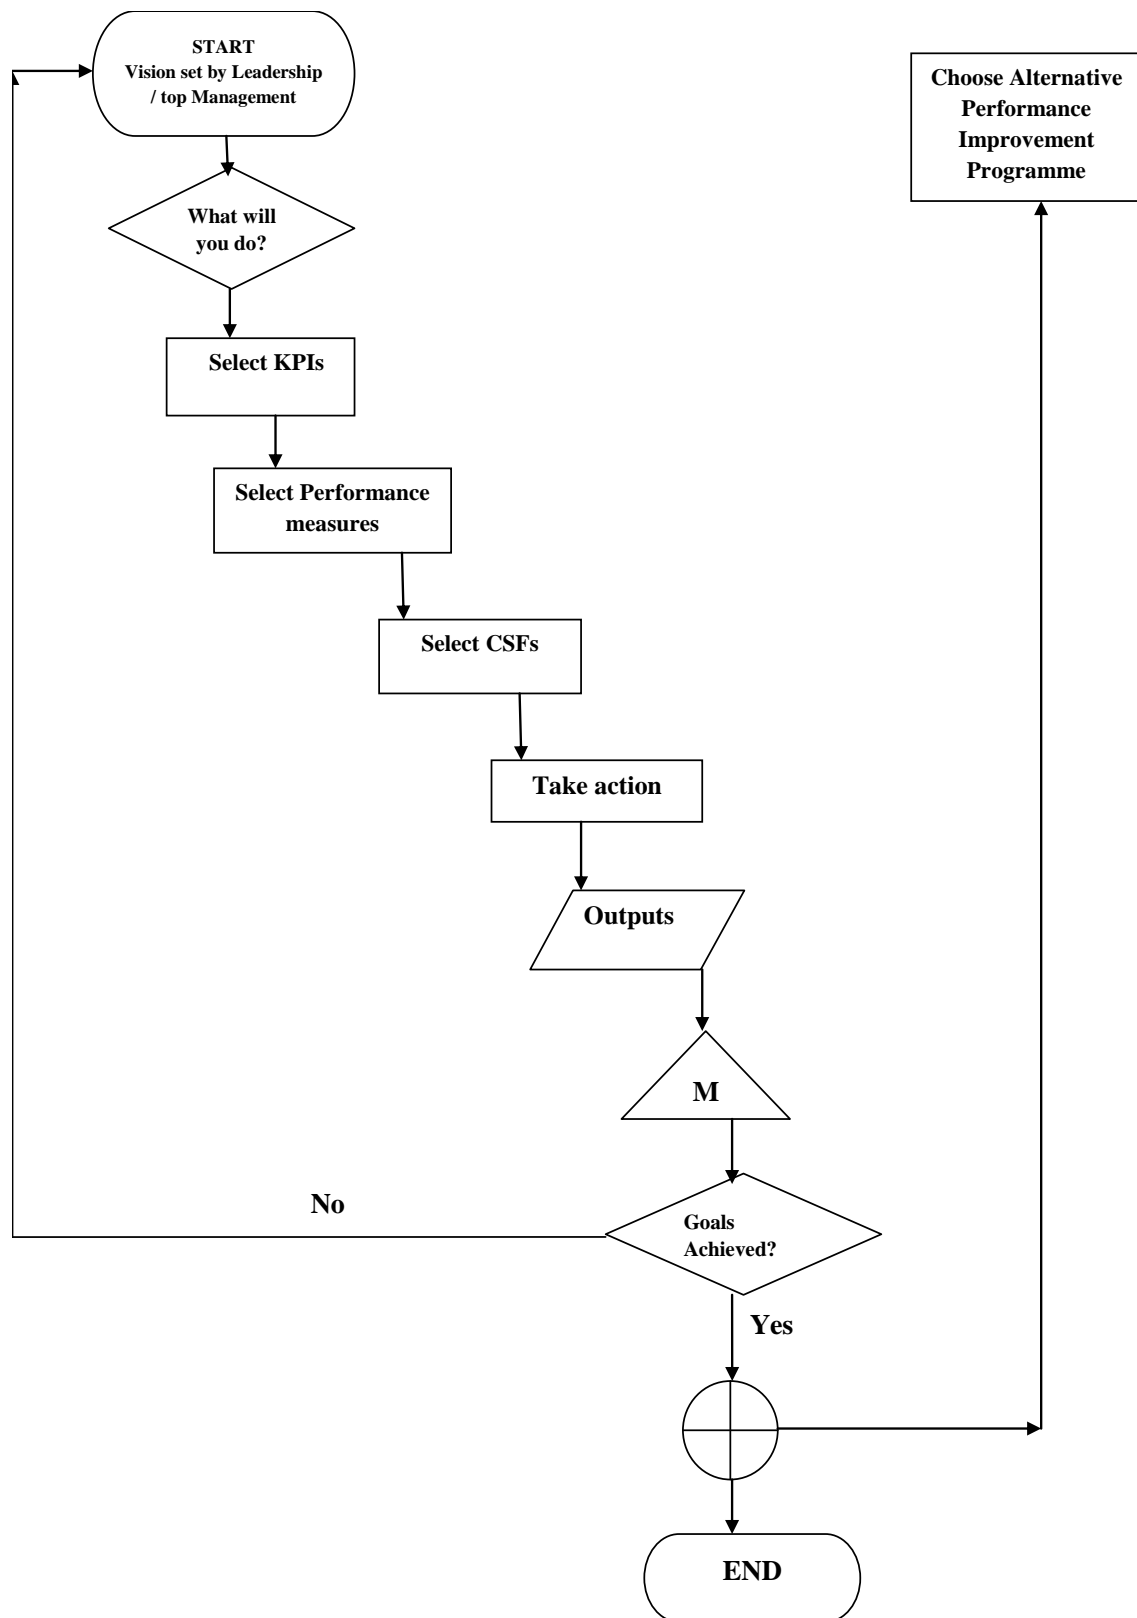 START
Vision set by Leadership
/ top Management
Choose Alternative
Performance
Improvement
Programme
What will
you do?
Select KPIs
Select Performance
measures
Select CSFs
Take action
Outputs
M
No
Goals
Achieved?
Yes
END